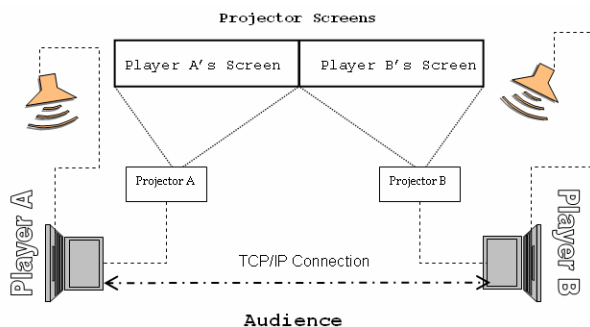 Projector Screens
Player A's Screen
Player B's Screen
Projector A
Projector B
Player A
Player B
TCP/IP Connection
Audience